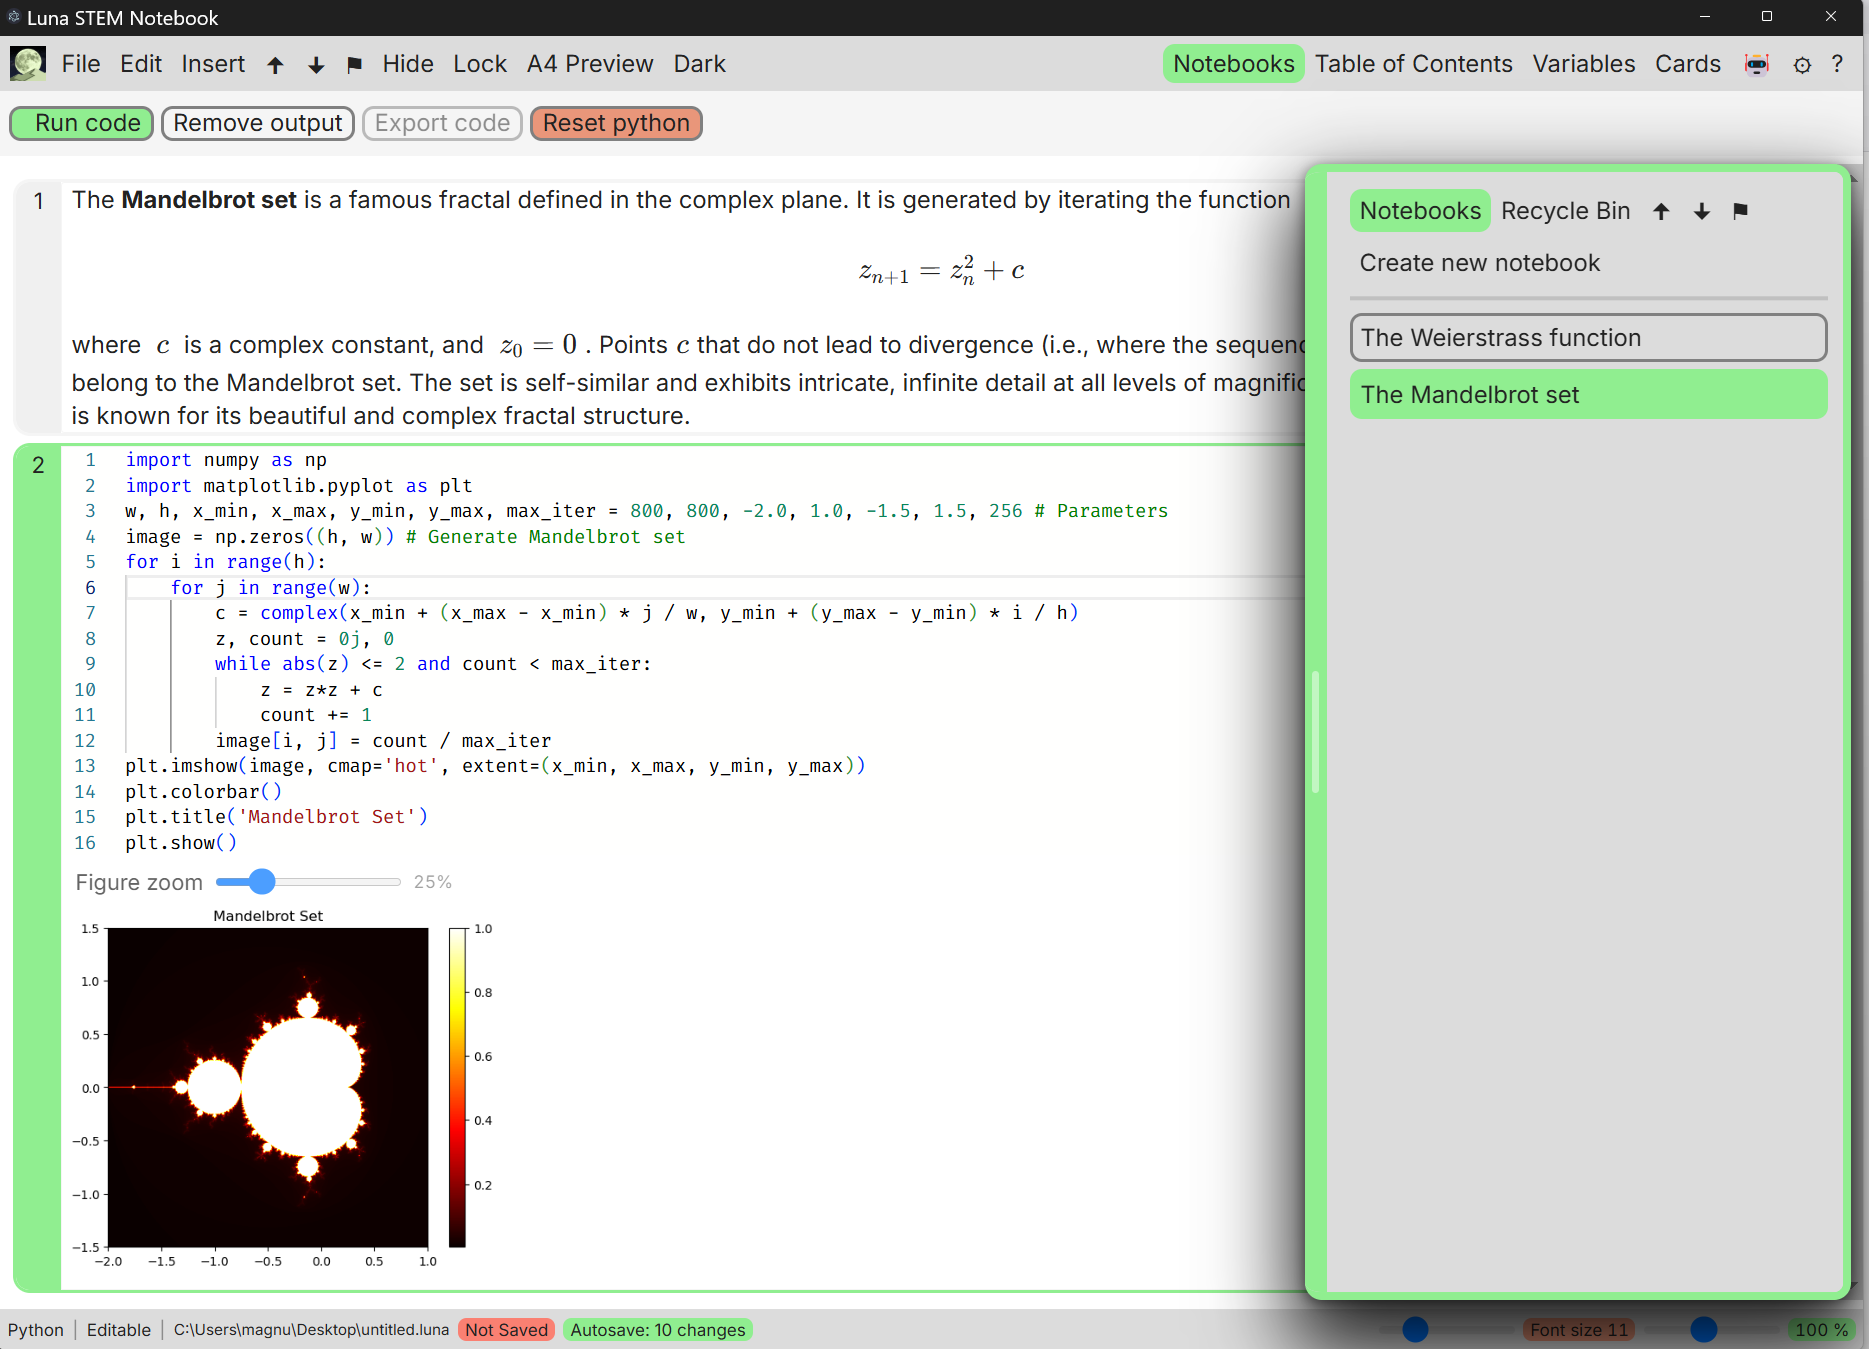 Luna STEM Notebook
File Edit Insert Hide Lock A4 Preview Dark Notebooks Table of Contents Variables Cards ?
Run code Remove output Export code Reset python
1 The Mandelbrot set is a famous fractal defined in the complex plane. It is generated by iterating the function
z_{n+1} = z_n^2 + c
where c is a complex constant, and z_0 = 0 . Points c that do not lead to divergence (i.e., where the sequenc
belong to the Mandelbrot set. The set is self-similar and exhibits intricate, infinite detail at all levels of magnific
is known for its beautiful and complex fractal structure.
2
1 import numpy as np
2 import matplotlib.pyplot as plt
3 w, h, x_min, x_max, y_min, y_max, max_iter = 800, 800, -2.0, 1.0, -1.5, 1.5, 256 # Parameters
4 image = np.zeros((h, w)) # Generate Mandelbrot set
5 for i in range(h):
6     for j in range(w):
7         c = complex(x_min + (x_max - x_min) * j / w, y_min + (y_max - y_min) * i / h)
8         z, count = 0j, 0
9         while abs(z) <= 2 and count < max_iter:
10             z = z*z + c
11             count += 1
12         image[i, j] = count / max_iter
13 plt.imshow(image, cmap='hot', extent=(x_min, x_max, y_min, y_max))
14 plt.colorbar()
15 plt.title('Mandelbrot Set')
16 plt.show()
Figure zoom 25%
Mandelbrot Set
1.5
1.0
0.5
0.0
−0.5
−1.0
−1.5
−2.0 −1.5 −1.0 −0.5 0.0 0.5 1.0
1.0
0.8
0.6
0.4
0.2
Notebooks Recycle Bin
Create new notebook
The Weierstrass function
The Mandelbrot set
Python | Editable | C:\Users\magnu\Desktop\untitled.luna Not Saved Autosave: 10 changes Font size 11 100 %